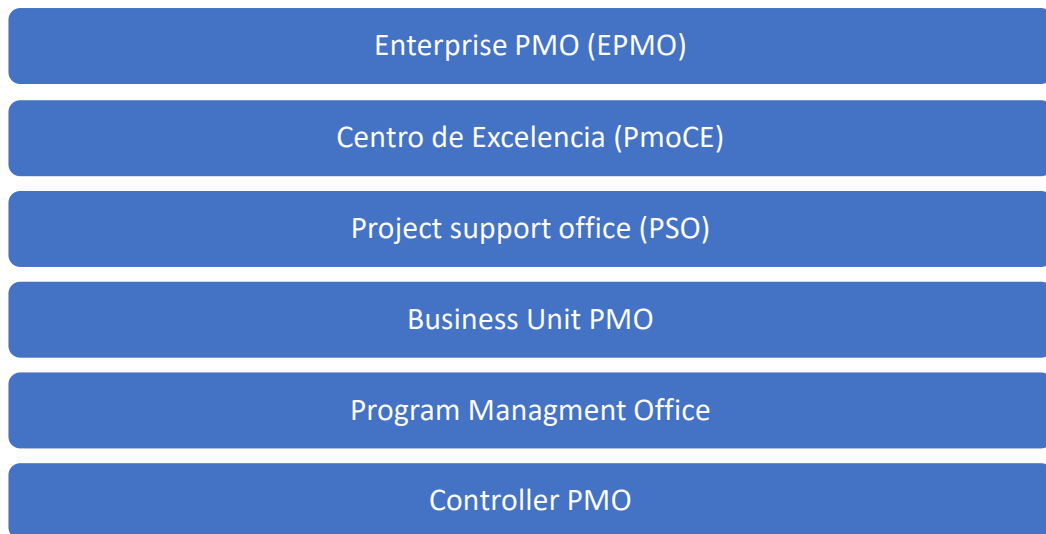 Enterprise PMO (EPMO)
Centro de Excelencia (PmoCE)
Project support office (PSO)
Business Unit PMO
Program Managment Office
Controller PMO